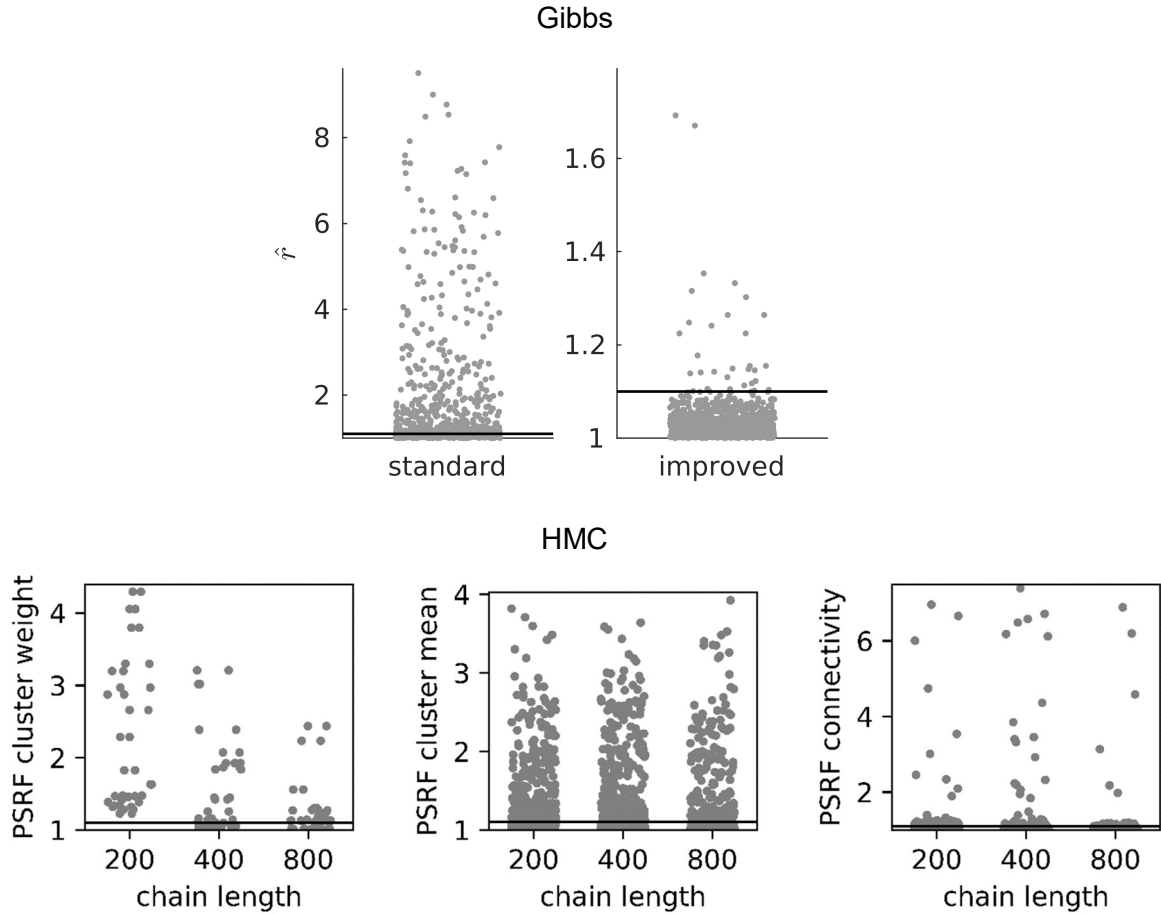 Gibbs
8
6
4
2
r̂
standard
1.6
1.4
1.2
1
improved
HMC
PSRF cluster weight
4
3
2
1
200 400 800
chain length
PSRF cluster mean
4
3
2
1
200 400 800
chain length
PSRF connectivity
6
4
2
200 400 800
chain length